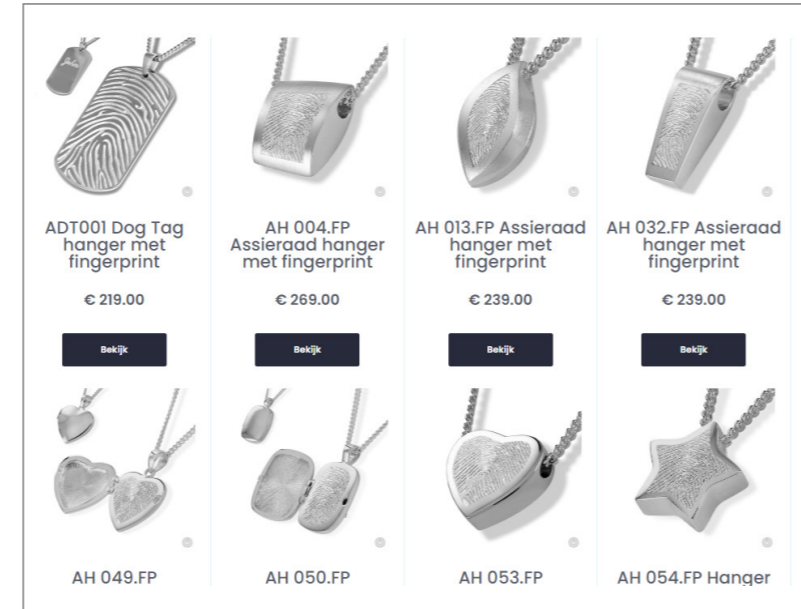 ADT001 Dog Tag
hanger met
fingerprint
€ 219.00
Bekijk
AH 004.FP
Assieraad hanger
met fingerprint
€ 269.00
Bekijk
AH 013.FP Assieraad
hanger met
fingerprint
€ 239.00
Bekijk
AH 032.FP Assieraad
hanger met
fingerprint
€ 239.00
Bekijk
AH 049.FP
AH 050.FP
AH 053.FP
AH 054.FP Hanger